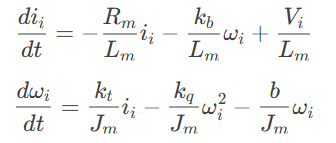 di_i/dt = -R_m/L_m i_i - k_b/L_m ω_i + V_i/L_m
dω_i/dt = k_t/J_m i_i - k_q/J_m ω_i^2 - b/J_m ω_i